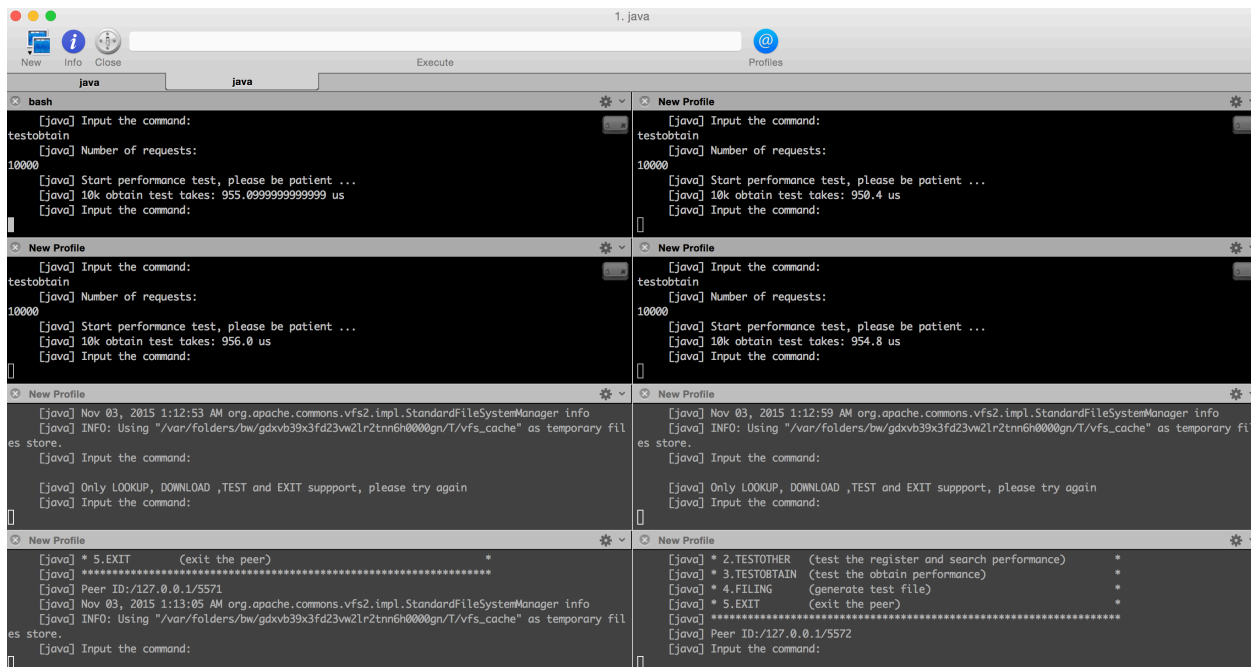 1. java
New Info Close Execute Profiles
java java
bash
[java] Input the command:
testobtain
[java] Number of requests:
10000
[java] Start performance test, please be patient ...
[java] 10k obtain test takes: 955.0999999999999 us
[java] Input the command:
New Profile
[java] Input the command:
testobtain
[java] Number of requests:
10000
[java] Start performance test, please be patient ...
[java] 10k obtain test takes: 950.4 us
[java] Input the command:
New Profile
[java] Input the command:
testobtain
[java] Number of requests:
10000
[java] Start performance test, please be patient ...
[java] 10k obtain test takes: 956.0 us
[java] Input the command:
New Profile
[java] Input the command:
testobtain
[java] Number of requests:
10000
[java] Start performance test, please be patient ...
[java] 10k obtain test takes: 954.8 us
[java] Input the command:
New Profile
[java] Nov 03, 2015 1:12:53 AM org.apache.commons.vfs2.impl.StandardFileSystemManager info
[java] INFO: Using "/var/folders/bw/gdxvb39x3fd23vw2lr2tnn6h0000gn/T/vfs_cache" as temporary fil
es store.
[java] Input the command:
[java] Only LOOKUP, DOWNLOAD ,TEST and EXIT suppport, please try again
[java] Input the command:
New Profile
[java] Nov 03, 2015 1:12:59 AM org.apache.commons.vfs2.impl.StandardFileSystemManager info
[java] INFO: Using "/var/folders/bw/gdxvb39x3fd23vw2lr2tnn6h0000gn/T/vfs_cache" as temporary fil
es store.
[java] Input the command:
[java] Only LOOKUP, DOWNLOAD ,TEST and EXIT suppport, please try again
[java] Input the command:
New Profile
[java] * 5.EXIT (exit the peer) *
[java] *******************************************************************
[java] Peer ID:/127.0.0.1/5571
[java] Nov 03, 2015 1:13:05 AM org.apache.commons.vfs2.impl.StandardFileSystemManager info
[java] INFO: Using "/var/folders/bw/gdxvb39x3fd23vw2lr2tnn6h0000gn/T/vfs_cache" as temporary fil
es store.
[java] Input the command:
New Profile
[java] * 2.TESTOTHER (test the register and search performance) *
[java] * 3.TESTOBTAIN (test the obtain performance) *
[java] * 4.FILING (generate test file) *
[java] * 5.EXIT (exit the peer) *
[java] *******************************************************************
[java] Peer ID:/127.0.0.1/5572
[java] Input the command: